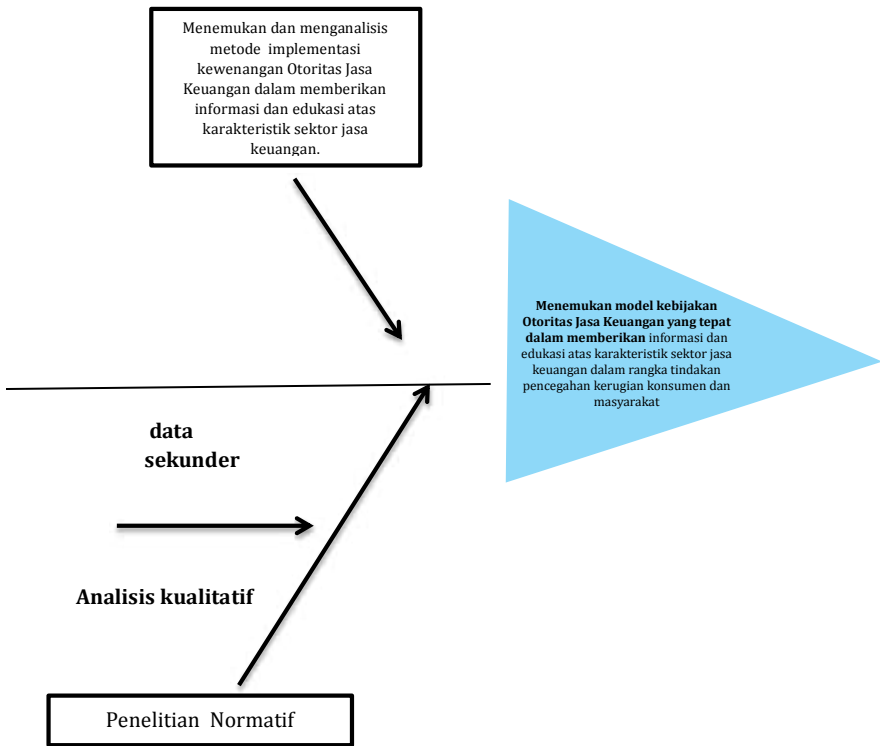 Menemukan dan menganalisis
metode implementasi
kewenangan Otoritas Jasa
Keuangan dalam memberikan
informasi dan edukasi atas
karakteristik sektor jasa
keuangan.
Menemukan model kebijakan
Otoritas Jasa Keuangan yang tepat
dalam memberikan informasi dan
edukasi atas karakteristik sektor jasa
keuangan dalam rangka tindakan
pencegahan kerugian konsumen dan
masyarakat
data
sekunder
Analisis kualitatif
Penelitian Normatif